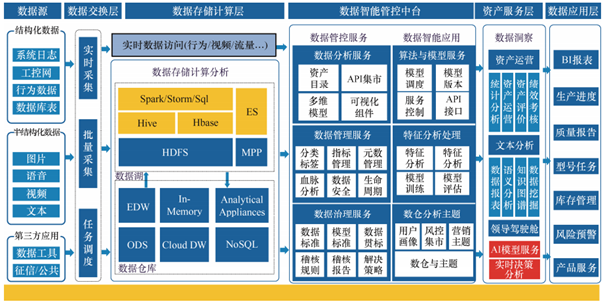 数据源
数据交换层
数据存储计算层
数据智能管控中台
资产服务层
数据应用层
结构化数据
系统日志
工控网
行为数据
数据库表
半结构化数据
图片
语音
视频
文本
第三方应用
数据工具
征信/公共
实时采集
批量采集
任务调度
实时数据访问(行为/视频/流量…)
数据存储计算分析
Spark/Storm/Sql
Hive
Hbase
ES
HDFS
MPP
数据湖
EDW
In-
Memory
Analytical
Appliances
ODS
Cloud DW
NoSQL
数据仓库
数据管控服务
数据分析服务
资产
目录
API集市
多维
模型
可视化
组件
数据管理服务
分类
标签
指标
管理
元数
管理
血脉
分析
数据
安全
生命
周期
数据治理服务
数据
标准
模型
标准
数据
贯标
稽核
规则
稽核
报告
解决
策略
数据智能应用
算法与模型服务
模型
调度
模型
版本
服务
控制
API
接口
特征分析处理
特征
分析
特征
分析
模型
训练
模型
评估
数仓分析主题
用户
画像
风控
集市
营销
主题
数仓与主题
数据洞察
资产运营
统计分析
资产运营
资产评价
绩效考核
文本分析
数据报表
语义分析
知识图谱
数据挖掘
领导驾驶舱
AI模型服务
实时决策
分析
BI报表
生产进度
质量报告
型号任务
库存管理
风险预警
产品服务